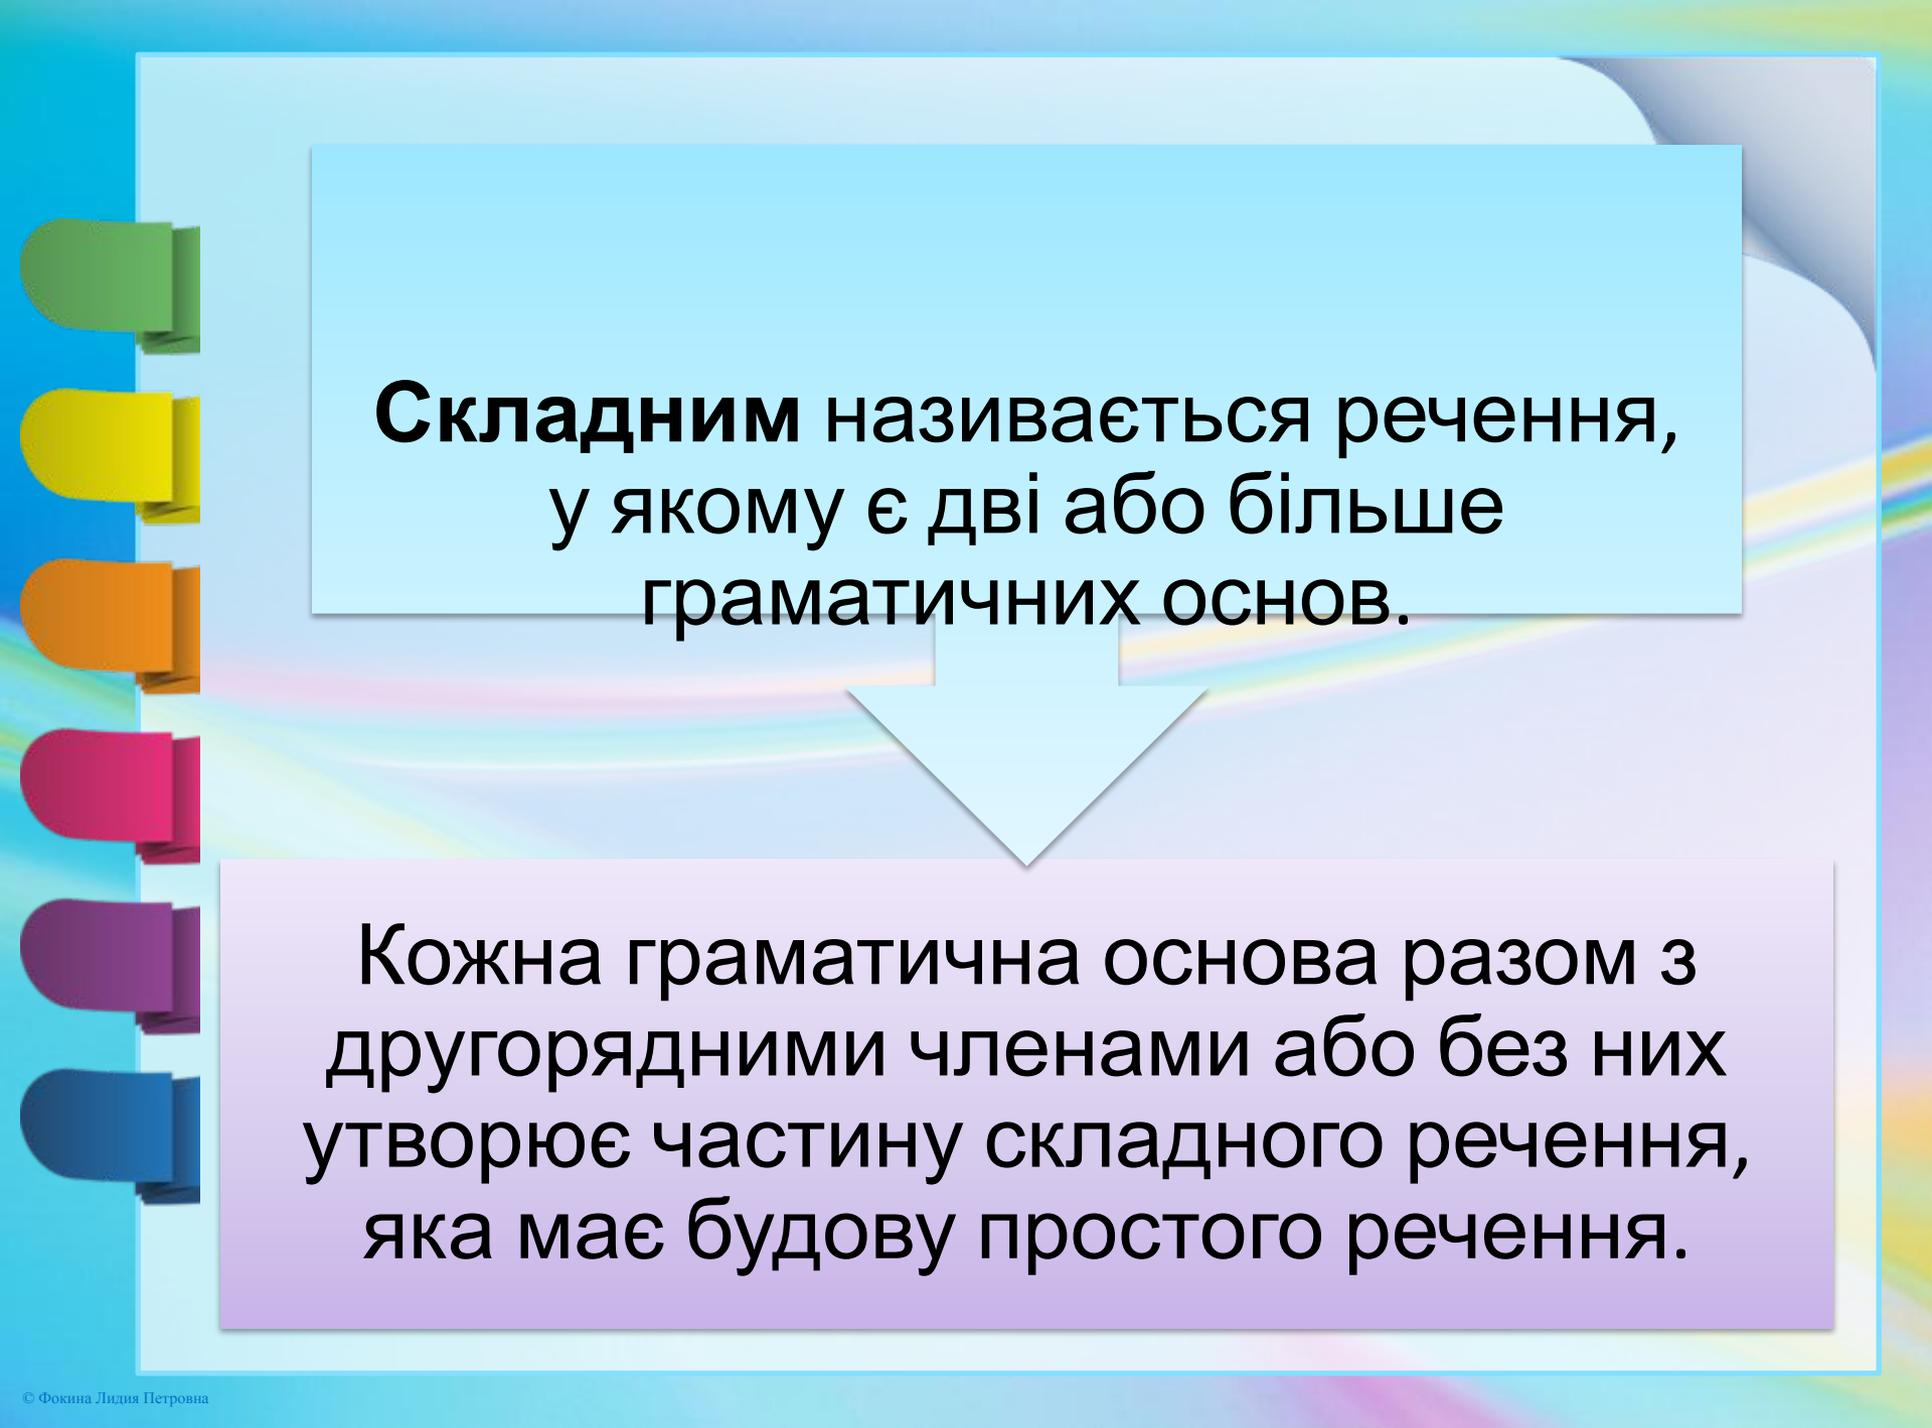 Складним називається речення,
у якому є дві або більше
граматичних основ.
Кожна граматична основа разом з
другорядними членами або без них
утворює частину складного речення,
яка має будову простого речення.
© Фокина Лидия Петровна